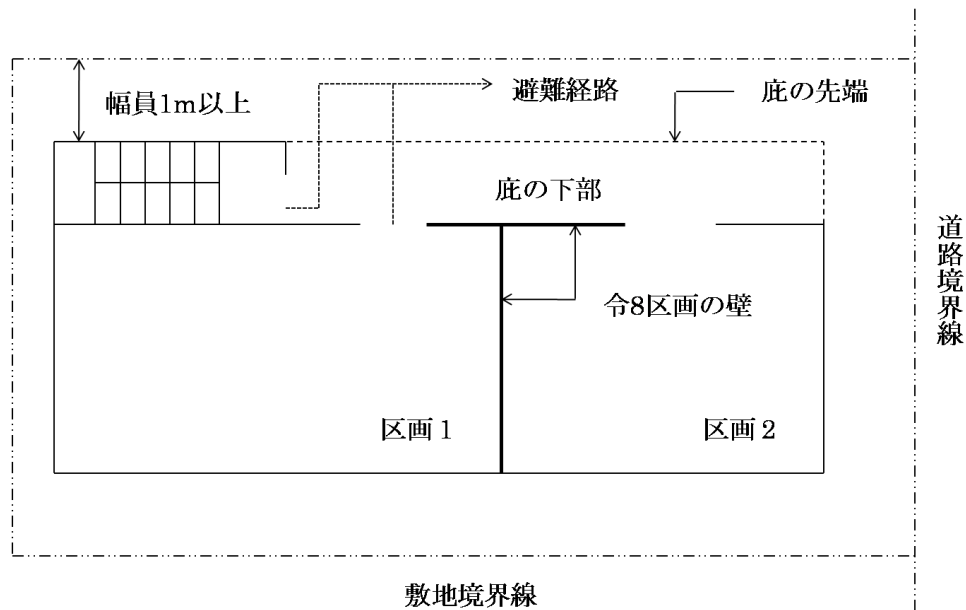 避難経路
庇の先端
幅員1m以上
庇の下部
道路境界線
令8区画の壁
区画1
区画2
敷地境界線